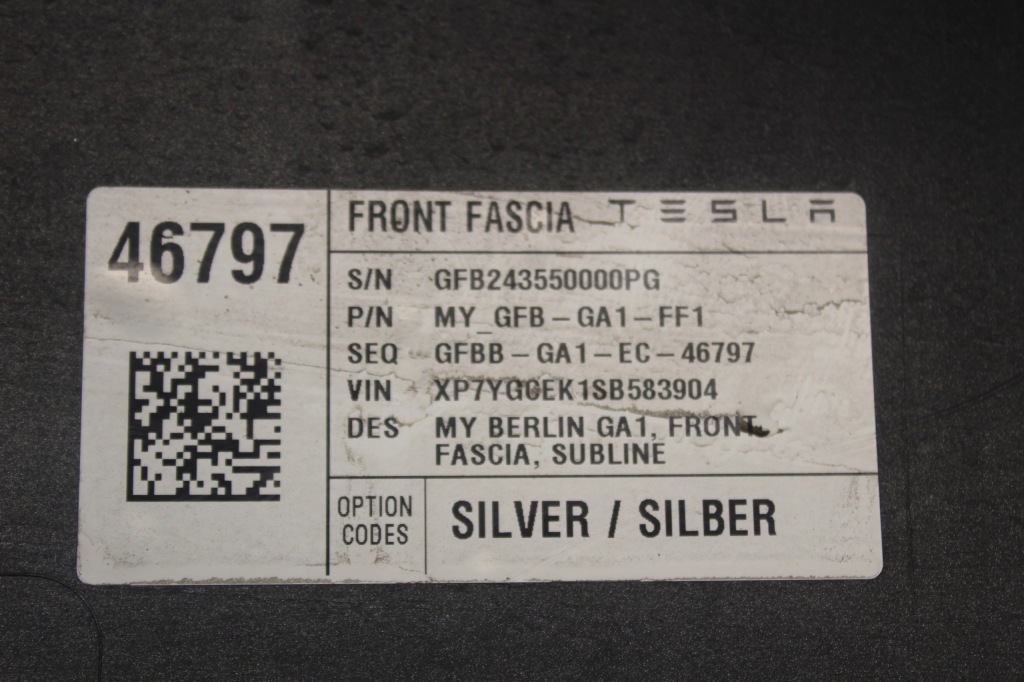 46797
FRONT FASCIA TESLA
S/N GFB243550000PG
P/N MY_GFB-GA1-FF1
SEQ GFBB-GA1-EC-46797
VIN XP7YGCEK1SB583904
DES MY BERLIN GA1, FRONT
FASCIA, SUBLINE
OPTION
CODES
SILVER / SILBER